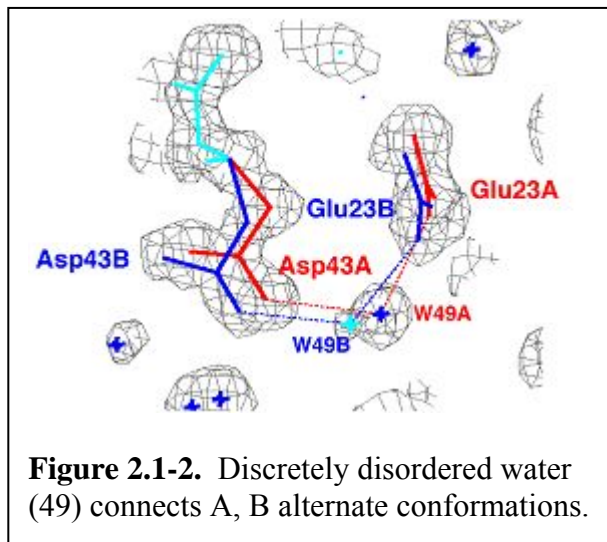 Glu23A
Glu23B
Asp43B
Asp43A
W49A
W49B
Figure 2.1-2. Discretely disordered water
(49) connects A, B alternate conformations.